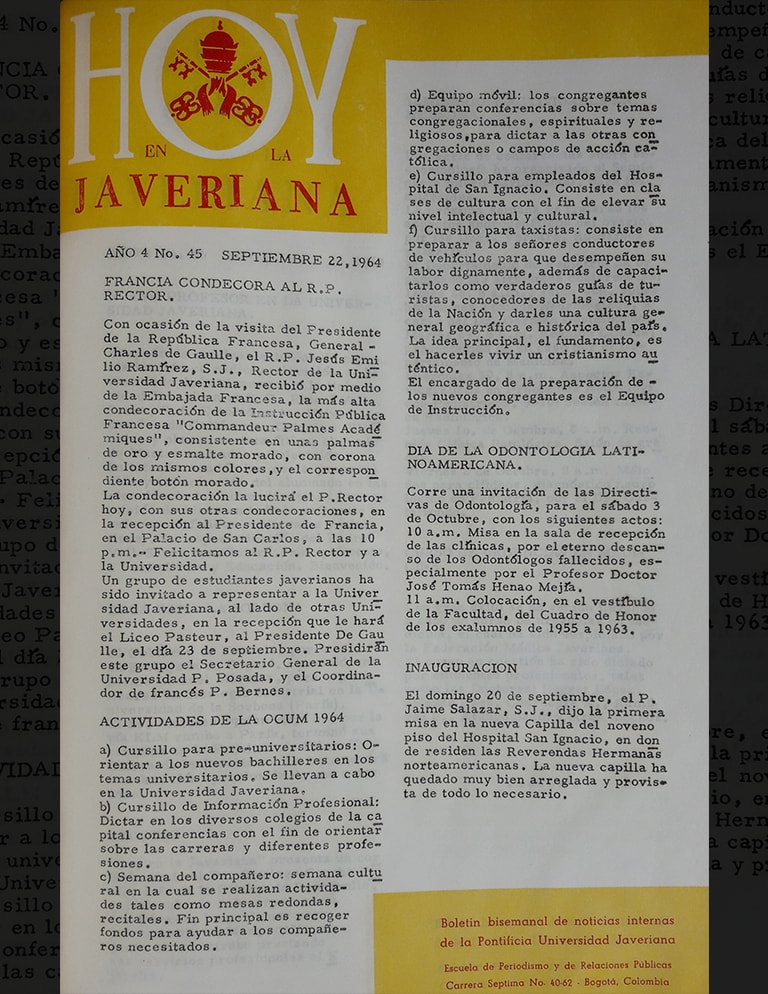 HOY
EN LA
JAVERIANA
AÑO 4 No. 45 SEPTIEMBRE 22,1964
FRANCIA CONDECORA AL R.P.
RECTOR.
Con ocasión de la visita del Presidente
de la República Francesa, General -
Charles de Gaulle, el R.P. Jesús Emi
lio Ramírez, S.J., Rector de la Uni-
versidad Javeriana, recibió por medio
de la Embajada Francesa, la más alta
condecoración de la Instrucción Pública
Francesa "Commandeur Palmes Acadé
miques", consistente en unas palmas
de oro y esmalte morado, con corona
de los mismos colores,y el correspon
diente botón morado.
La condecoración la lucirá el P.Rector
hoy, con sus otras condecoraciones, en
la recepción al Presidente de Francia,
en el Palacio de San Carlos, a las 10
p.m.- Felicitamos al R.P. Rector y a
la Universidad.
Un grupo de estudiantes javerianos ha
sido invitado a representar a la Univer
sidad Javeriana, al lado de otras Uni-
versidades, en la recepción que le hará
el Liceo Pasteur, al Presidente De Gau
lle, el día 23 de septiembre. Presidirán
este grupo el Secretario General de la
Universidad P. Posada, y el Coordina-
dor de francés P. Bernes.
ACTIVIDADES DE LA OCUM 1964
a) Cursillo para pre-universitarios: O-
rientar a los nuevos bachilleres en los
temas universitarios. Se llevan a cabo
en la Universidad Javeriana.
b) Cursillo de Información Profesional:
Dictar en los diversos colegios de la ca
pital conferencias con el fin de orientar
sobre las carreras y diferentes profe-
siones.
c) Semana del compañero: semana cultu
ral en la cual se realizan activida-
des tales como mesas redondas,
recitales. Fin principal es recoger
fondos para ayudar a los compañe-
ros necesitados.
d) Equipo móvil: los congregantes
preparan conferencias sobre temas
congregacionales, espirituales y re-
ligiosos,para dictar a las otras con
gregaciones o campos de acción ca-
tólica.
e) Cursillo para empleados del Hos-
pital de San Ignacio. Consiste en cla
ses de cultura con el fin de elevar su
nivel intelectual y cultural.
f) Cursillo para taxistas: consiste en
preparar a los señores conductores
de vehículos para que desempeñen su
labor dignamente, además de capaci-
tarlos como verdaderos guías de tu-
ristas, conocedores de las reliquias
de la Nación y darles una cultura ge-
neral geográfica e histórica del país.
La idea principal, el fundamento, es
el hacerles vivir un cristianismo au
téntico.
El encargado de la preparación de -
los nuevos congregantes es el Equipo
de Instrucción.
DIA DE LA ODONTOLOGIA LATI-
NOAMERICANA.
Corre una invitación de las Directi-
vas de Odontología, para el sábado 3
de Octubre, con los siguientes actos:
10 a.m. Misa en la sala de recepción
de las clínicas, por el eterno descan-
so de los Odontólogos fallecidos, es-
pecialmente por el Profesor Doctor
José Tomás Henao Mejía.
11 a.m. Colocación, en el vestíbulo
de la Facultad, del Cuadro de Honor
de los exalumnos de 1955 a 1963.
INAUGURACION
El domingo 20 de septiembre, el P.
Jaime Salazar, S.J., dijo la primera
misa en la nueva Capilla del noveno
piso del Hospital San Ignacio, en don
de residen las Reverendas Hermanas
norteamericanas. La nueva capilla ha
quedado muy bien arreglada y provis-
ta de todo lo necesario.
Boletín bisemanal de noticias internas
de la Pontificia Universidad Javeriana
Escuela de Periodismo y de Relaciones Públicas
Carrera Septima No. 40-62 - Bogotá, Colombia